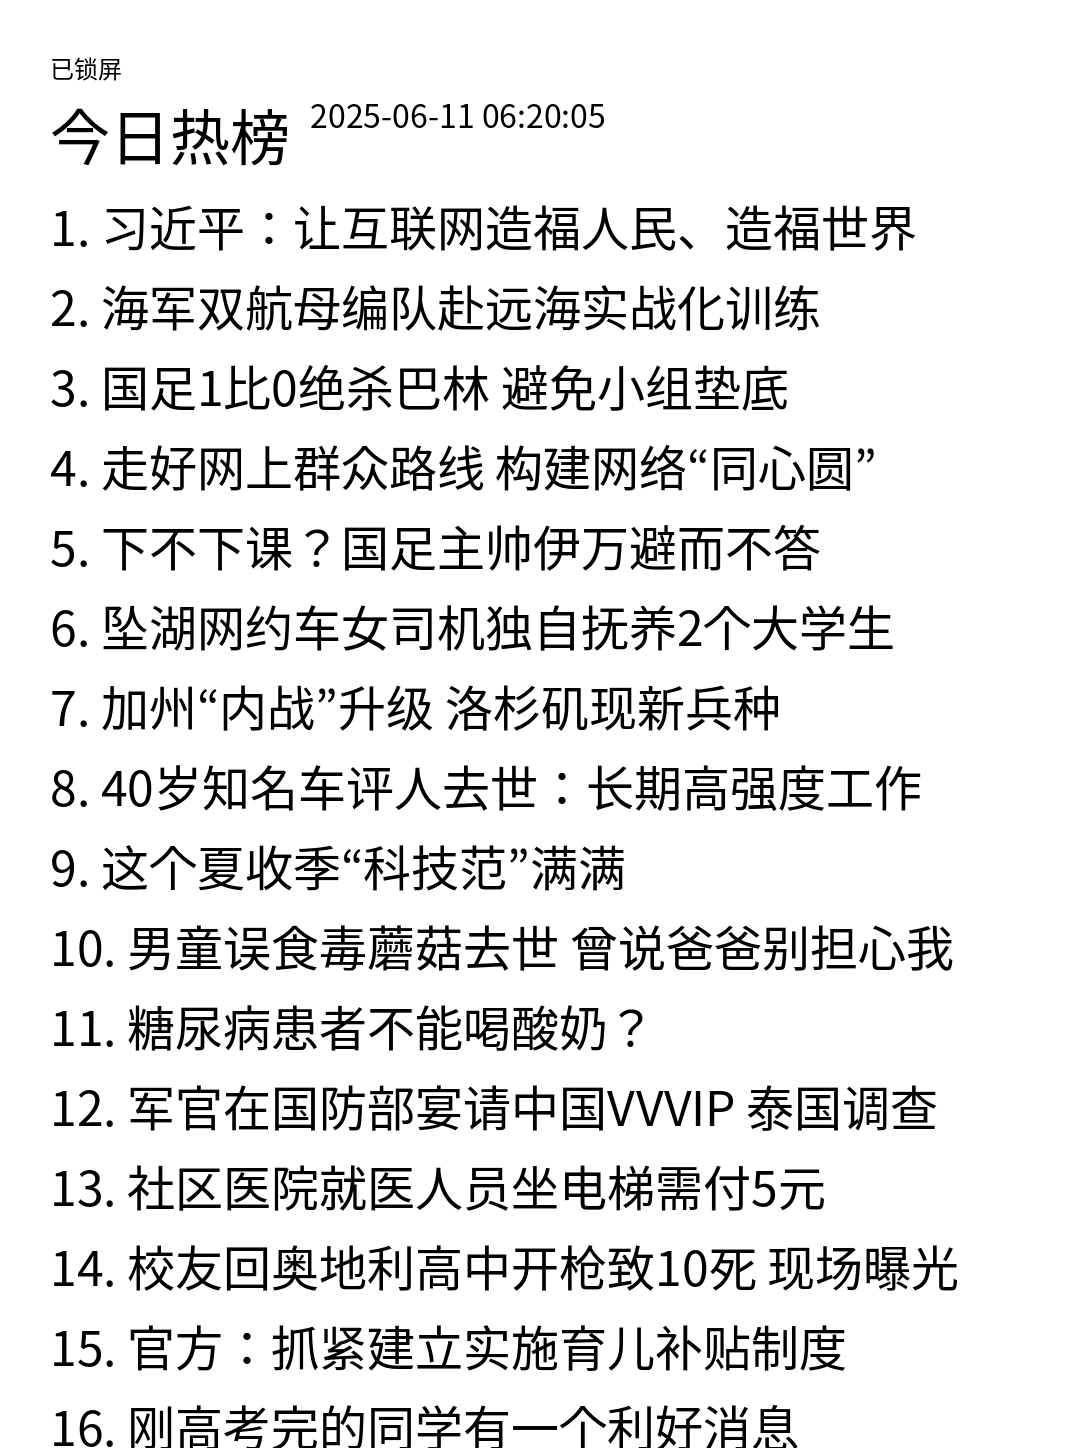 已锁屏
今日热榜 2025-06-11 06:20:05
1. 习近平：让互联网造福人民、造福世界
2. 海军双航母编队赴远海实战化训练
3. 国足1比0绝杀巴林 避免小组垫底
4. 走好网上群众路线 构建网络“同心圆”
5. 下不下课？国足主帅伊万避而不答
6. 坠湖网约车女司机独自抚养2个大学生
7. 加州“内战”升级 洛杉矶现新兵种
8. 40岁知名车评人去世：长期高强度工作
9. 这个夏收季“科技范”满满
10. 男童误食毒蘑菇去世 曾说爸爸别担心我
11. 糖尿病患者不能喝酸奶？
12. 军官在国防部宴请中国VVVIP 泰国调查
13. 社区医院就医人员坐电梯需付5元
14. 校友回奥地利高中开枪致10死 现场曝光
15. 官方：抓紧建立实施育儿补贴制度
16. 刚高考完的同学有一个利好消息